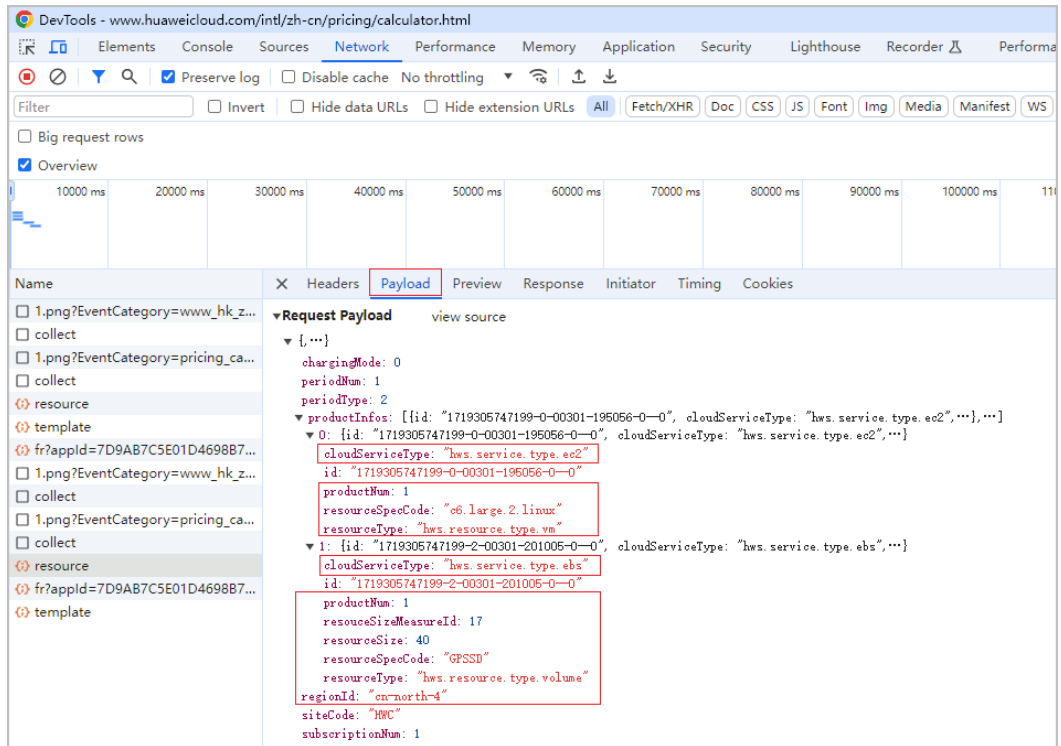 DevTools - www.huaweicloud.com/intl/zh-cn/pricing/calculator.html
Elements Console Sources Network Performance Memory Application Security Lighthouse Recorder Performa
Preserve log Disable cache No throttling
Filter Invert Hide data URLs Hide extension URLs All Fetch/XHR Doc CSS JS Font Img Media Manifest WS
Big request rows
Overview
10000 ms 20000 ms 30000 ms 40000 ms 50000 ms 60000 ms 70000 ms 80000 ms 90000 ms 100000 ms 11
Name
Headers Payload Preview Response Initiator Timing Cookies
1.png?EventCategory=www_hk_z...
collect
1.png?EventCategory=pricing_ca...
collect
resource
template
fr?appId=7D9AB7C5E01D4698B7...
1.png?EventCategory=www_hk_z...
collect
1.png?EventCategory=pricing_ca...
collect
resource
fr?appId=7D9AB7C5E01D4698B7...
template
▼Request Payload view source
▼ {,…}
chargingMode: 0
periodNum: 1
periodType: 2
▼ productInfos: [{id: "1719305747199-0-00301-195056-0--0", cloudServiceType: "hws.service.type.ec2",…},…]
▼ 0: {id: "1719305747199-0-00301-195056-0--0", cloudServiceType: "hws.service.type.ec2",…}
cloudServiceType: "hws.service.type.ec2"
id: "1719305747199-0-00301-195056-0--0"
productNum: 1
resourceSpecCode: "c6.large.2.linux"
resourceType: "hws.resource.type.vm"
▼ 1: {id: "1719305747199-2-00301-201005-0--0", cloudServiceType: "hws.service.type.ebs",…}
cloudServiceType: "hws.service.type.ebs"
id: "1719305747199-2-00301-201005-0--0"
productNum: 1
resouceSizeMeasureId: 17
resourceSize: 40
resourceSpecCode: "GPSSD"
resourceType: "hws.resource.type.volume"
regionId: "cn-north-4"
siteCode: "HWC"
subscriptionNum: 1